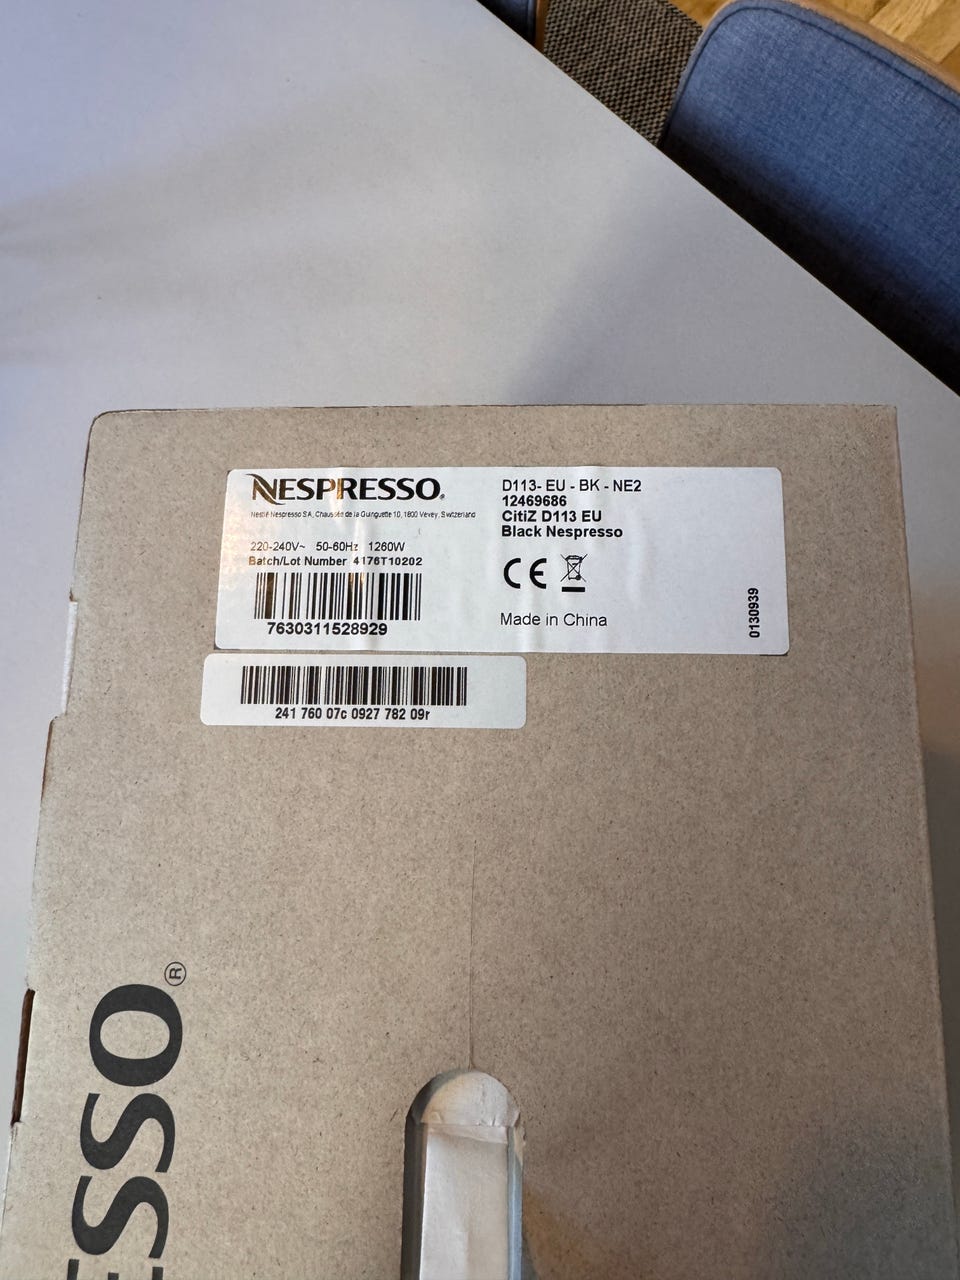 NESPRESSO®
Nestlé Nespresso SA, Chaussée de la Guinguette 10, 1800 Vevey, Switzerland
220-240V~ 50-60Hz 1260W
Batch/Lot Number 4176T10202
7630311528929
D113- EU - BK - NE2
12469686
CitiZ D113 EU
Black Nespresso
CE
Made in China
0130939
241 760 07c 0927 782 09r
ESSO®